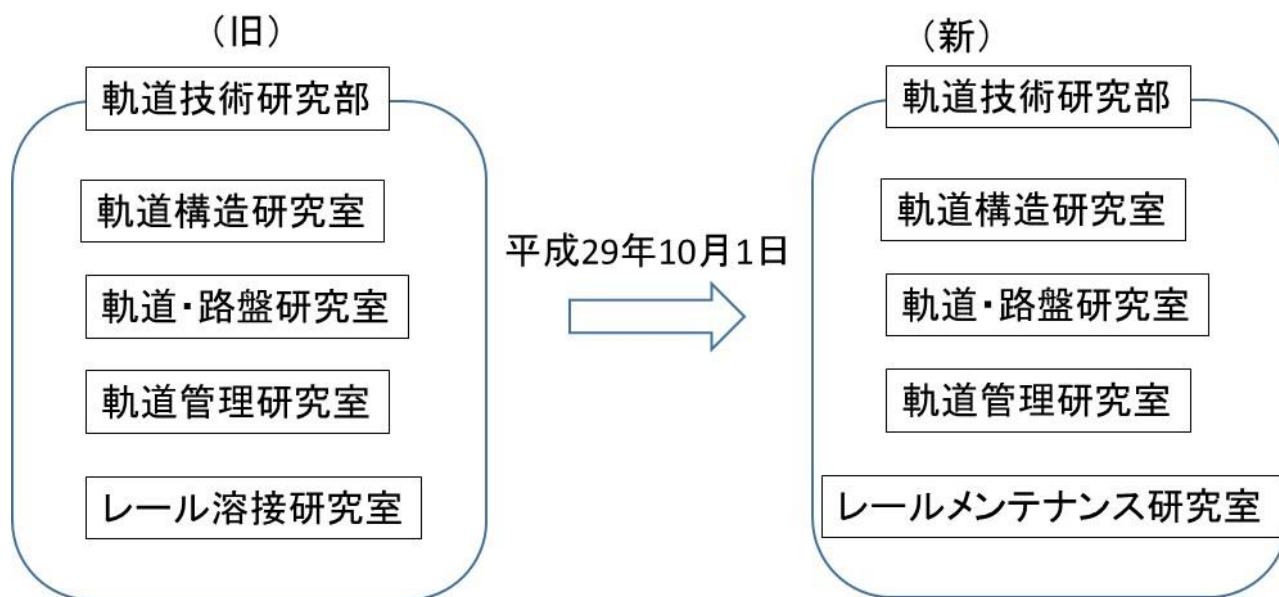 （旧）
軌道技術研究部
軌道構造研究室
軌道・路盤研究室
軌道管理研究室
レール溶接研究室
平成29年10月1日
（新）
軌道技術研究部
軌道構造研究室
軌道・路盤研究室
軌道管理研究室
レールメンテナンス研究室